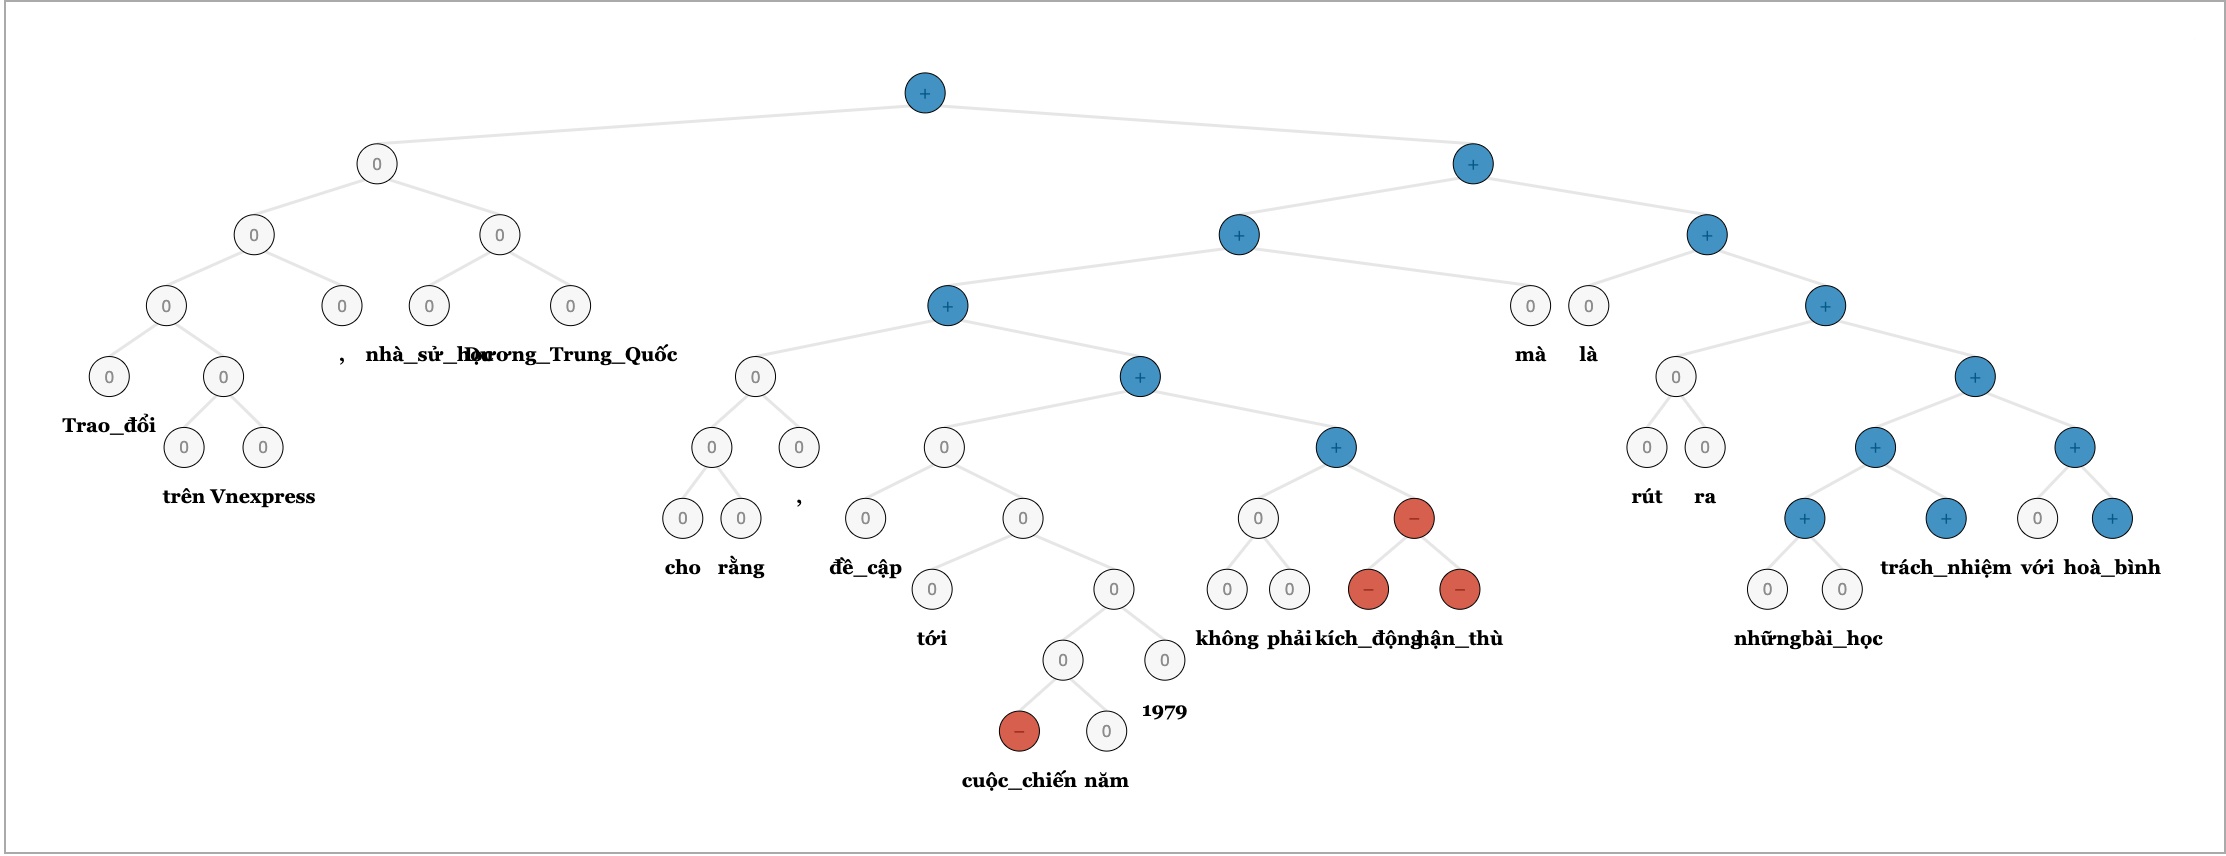 +
0 +
0 0 + +
0 0 0 0 + 0 0 +
, nhà_sử_học Dương_Trung_Quốc mà là
0 0 0 + 0 +
Trao_đổi
0 0 0 0 0 + 0 0 + +
trên Vnexpress , rút ra
0 0 0 0 0 − + + 0 +
cho rằng đề_cập trách_nhiệm với hoà_bình
0 0 0 0 − − 0 0
tới không phải kích_động hận_thù những bài_học
0 0
1979
− 0
cuộc_chiến năm